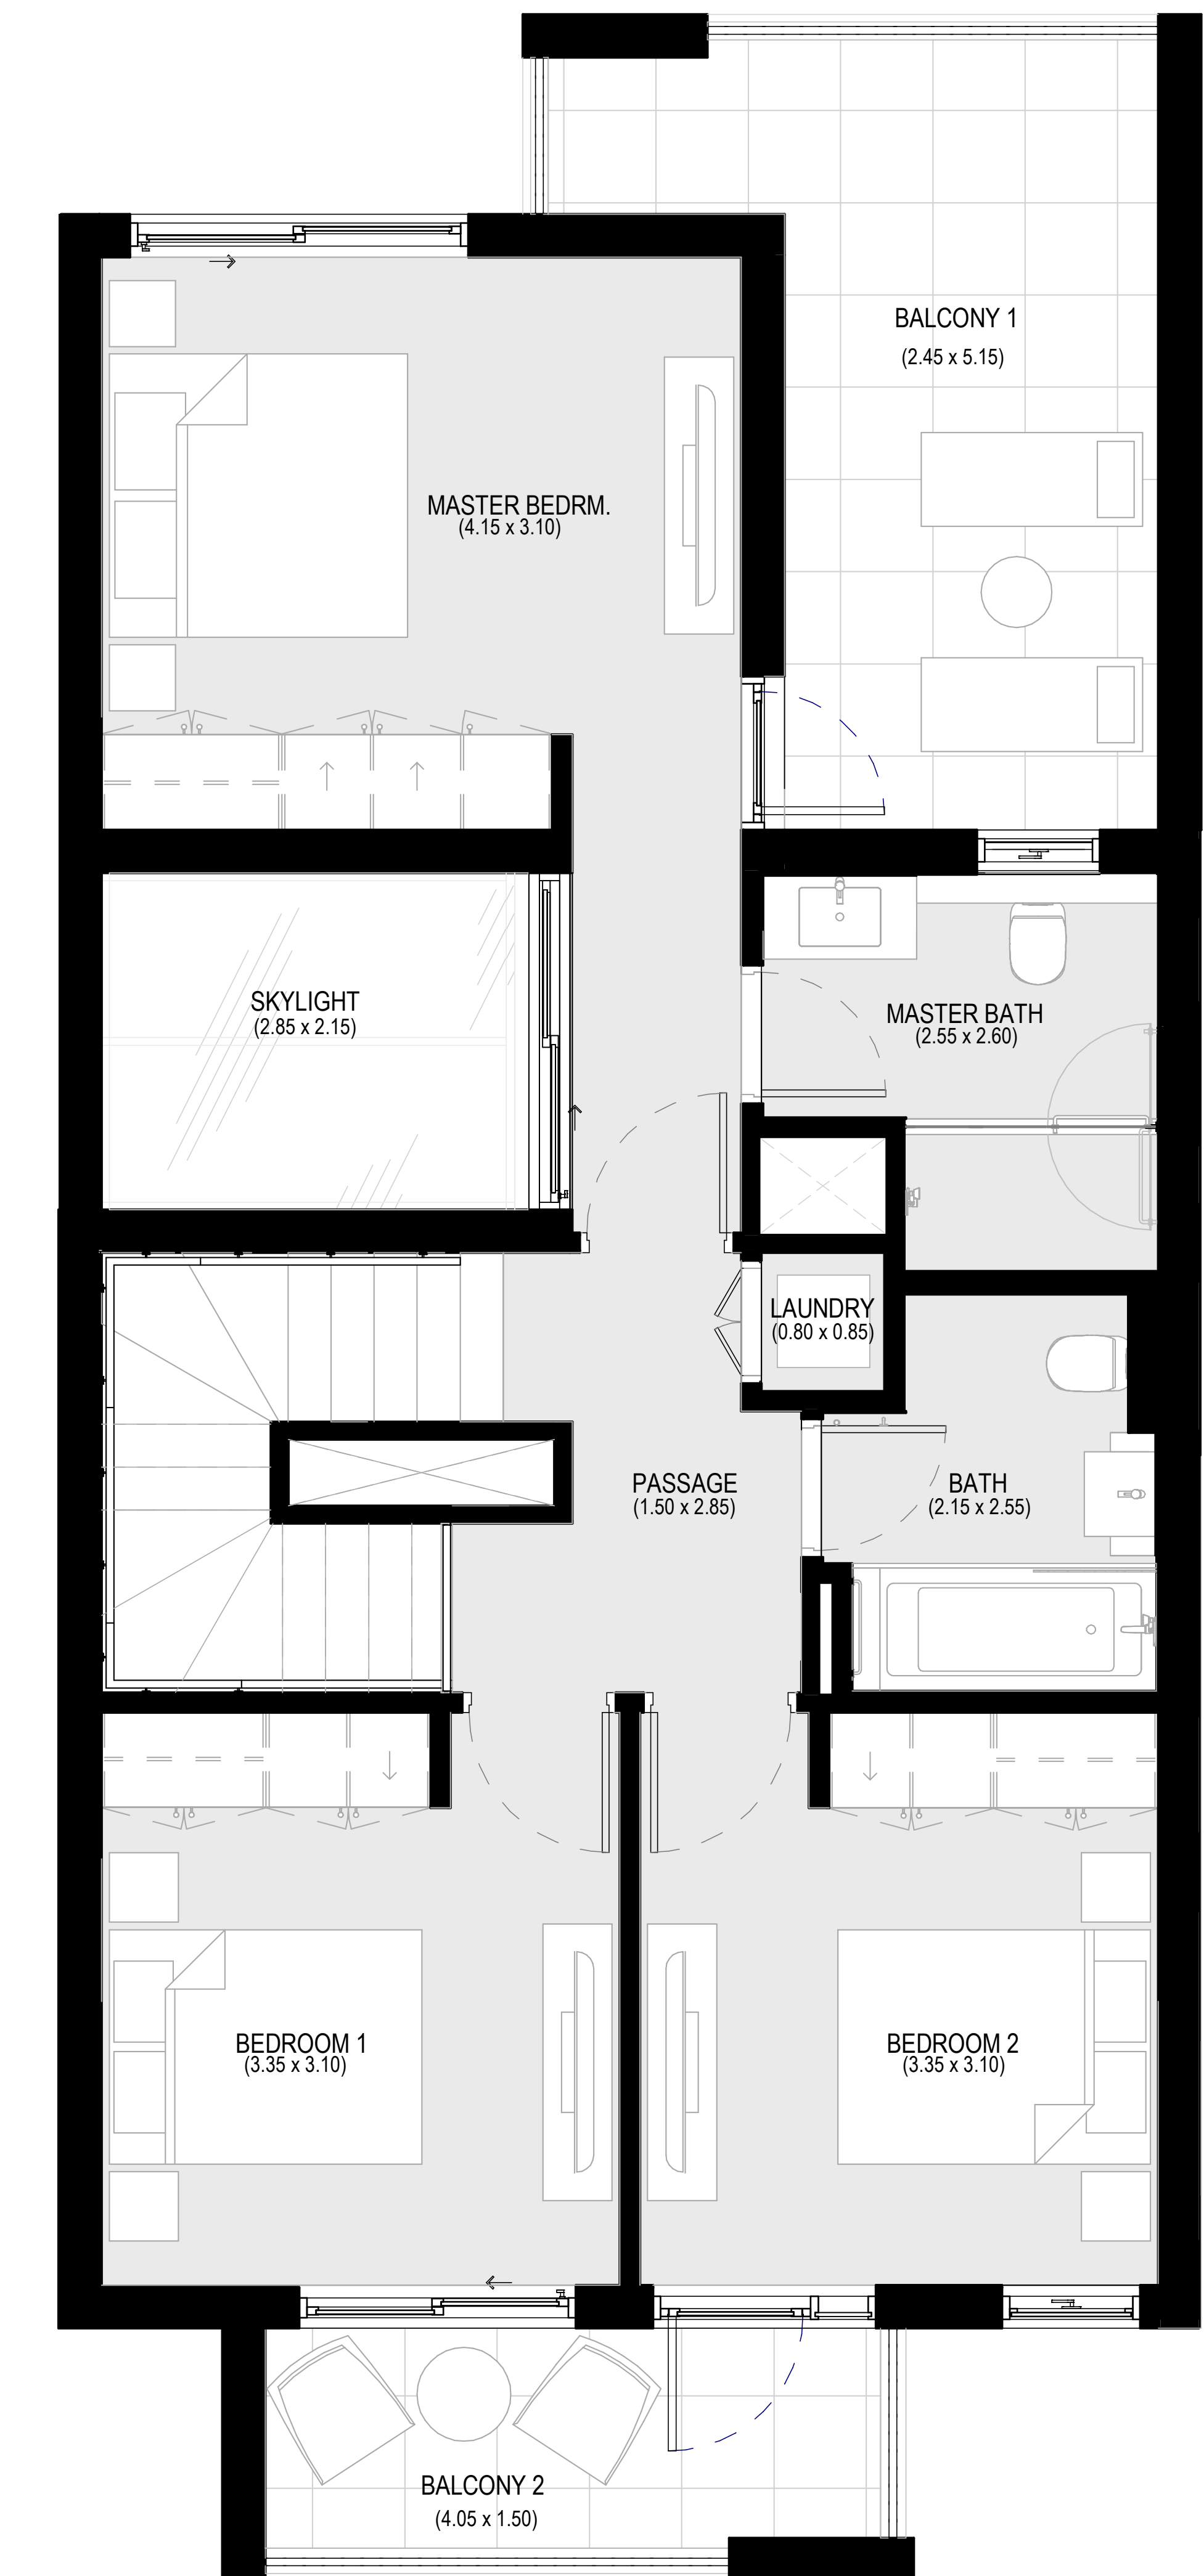 BALCONY 1
(2.45 x 5.15)
MASTER BEDRM.
(4.15 x 3.10)
SKYLIGHT
(2.85 x 2.15)
MASTER BATH
(2.55 x 2.60)
LAUNDRY
(0.80 x 0.85)
PASSAGE
(1.50 x 2.85)
BATH
(2.15 x 2.55)
BEDROOM 1
(3.35 x 3.10)
BEDROOM 2
(3.35 x 3.10)
BALCONY 2
(4.05 x 1.50)